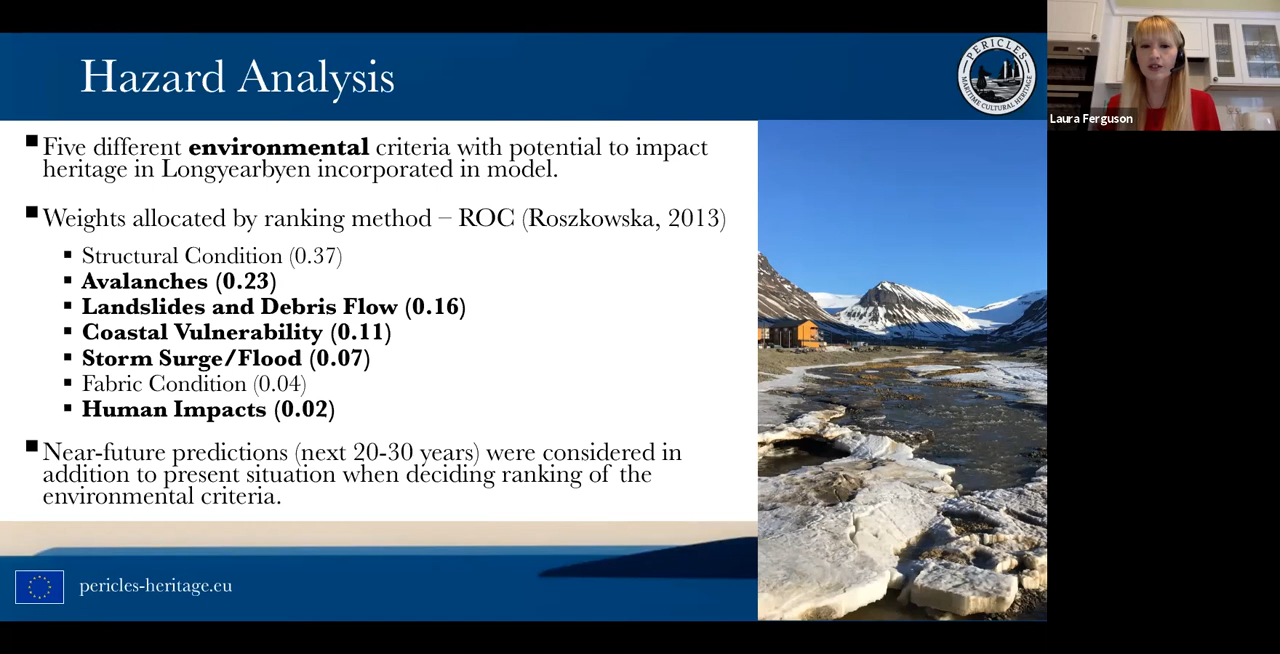 Hazard Analysis
PERICLES
MARITIME CULTURAL HERITAGE
Laura Ferguson
▪Five different environmental criteria with potential to impact
heritage in Longyearbyen incorporated in model.
▪Weights allocated by ranking method – ROC (Roszkowska, 2013)
▪ Structural Condition (0.37)
▪ Avalanches (0.23)
▪ Landslides and Debris Flow (0.16)
▪ Coastal Vulnerability (0.11)
▪ Storm Surge/Flood (0.07)
▪ Fabric Condition (0.04)
▪ Human Impacts (0.02)
▪Near-future predictions (next 20-30 years) were considered in
addition to present situation when deciding ranking of the
environmental criteria.
pericles-heritage.eu